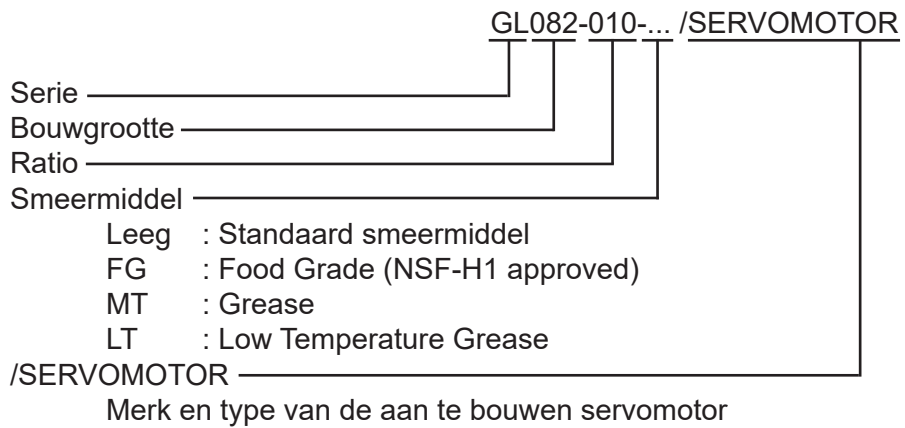 GL082-010-... /SERVOMOTOR
Serie
Bouwgrootte
Ratio
Smeermiddel
Leeg : Standaard smeermiddel
FG : Food Grade (NSF-H1 approved)
MT : Grease
LT : Low Temperature Grease
/SERVOMOTOR
Merk en type van de aan te bouwen servomotor